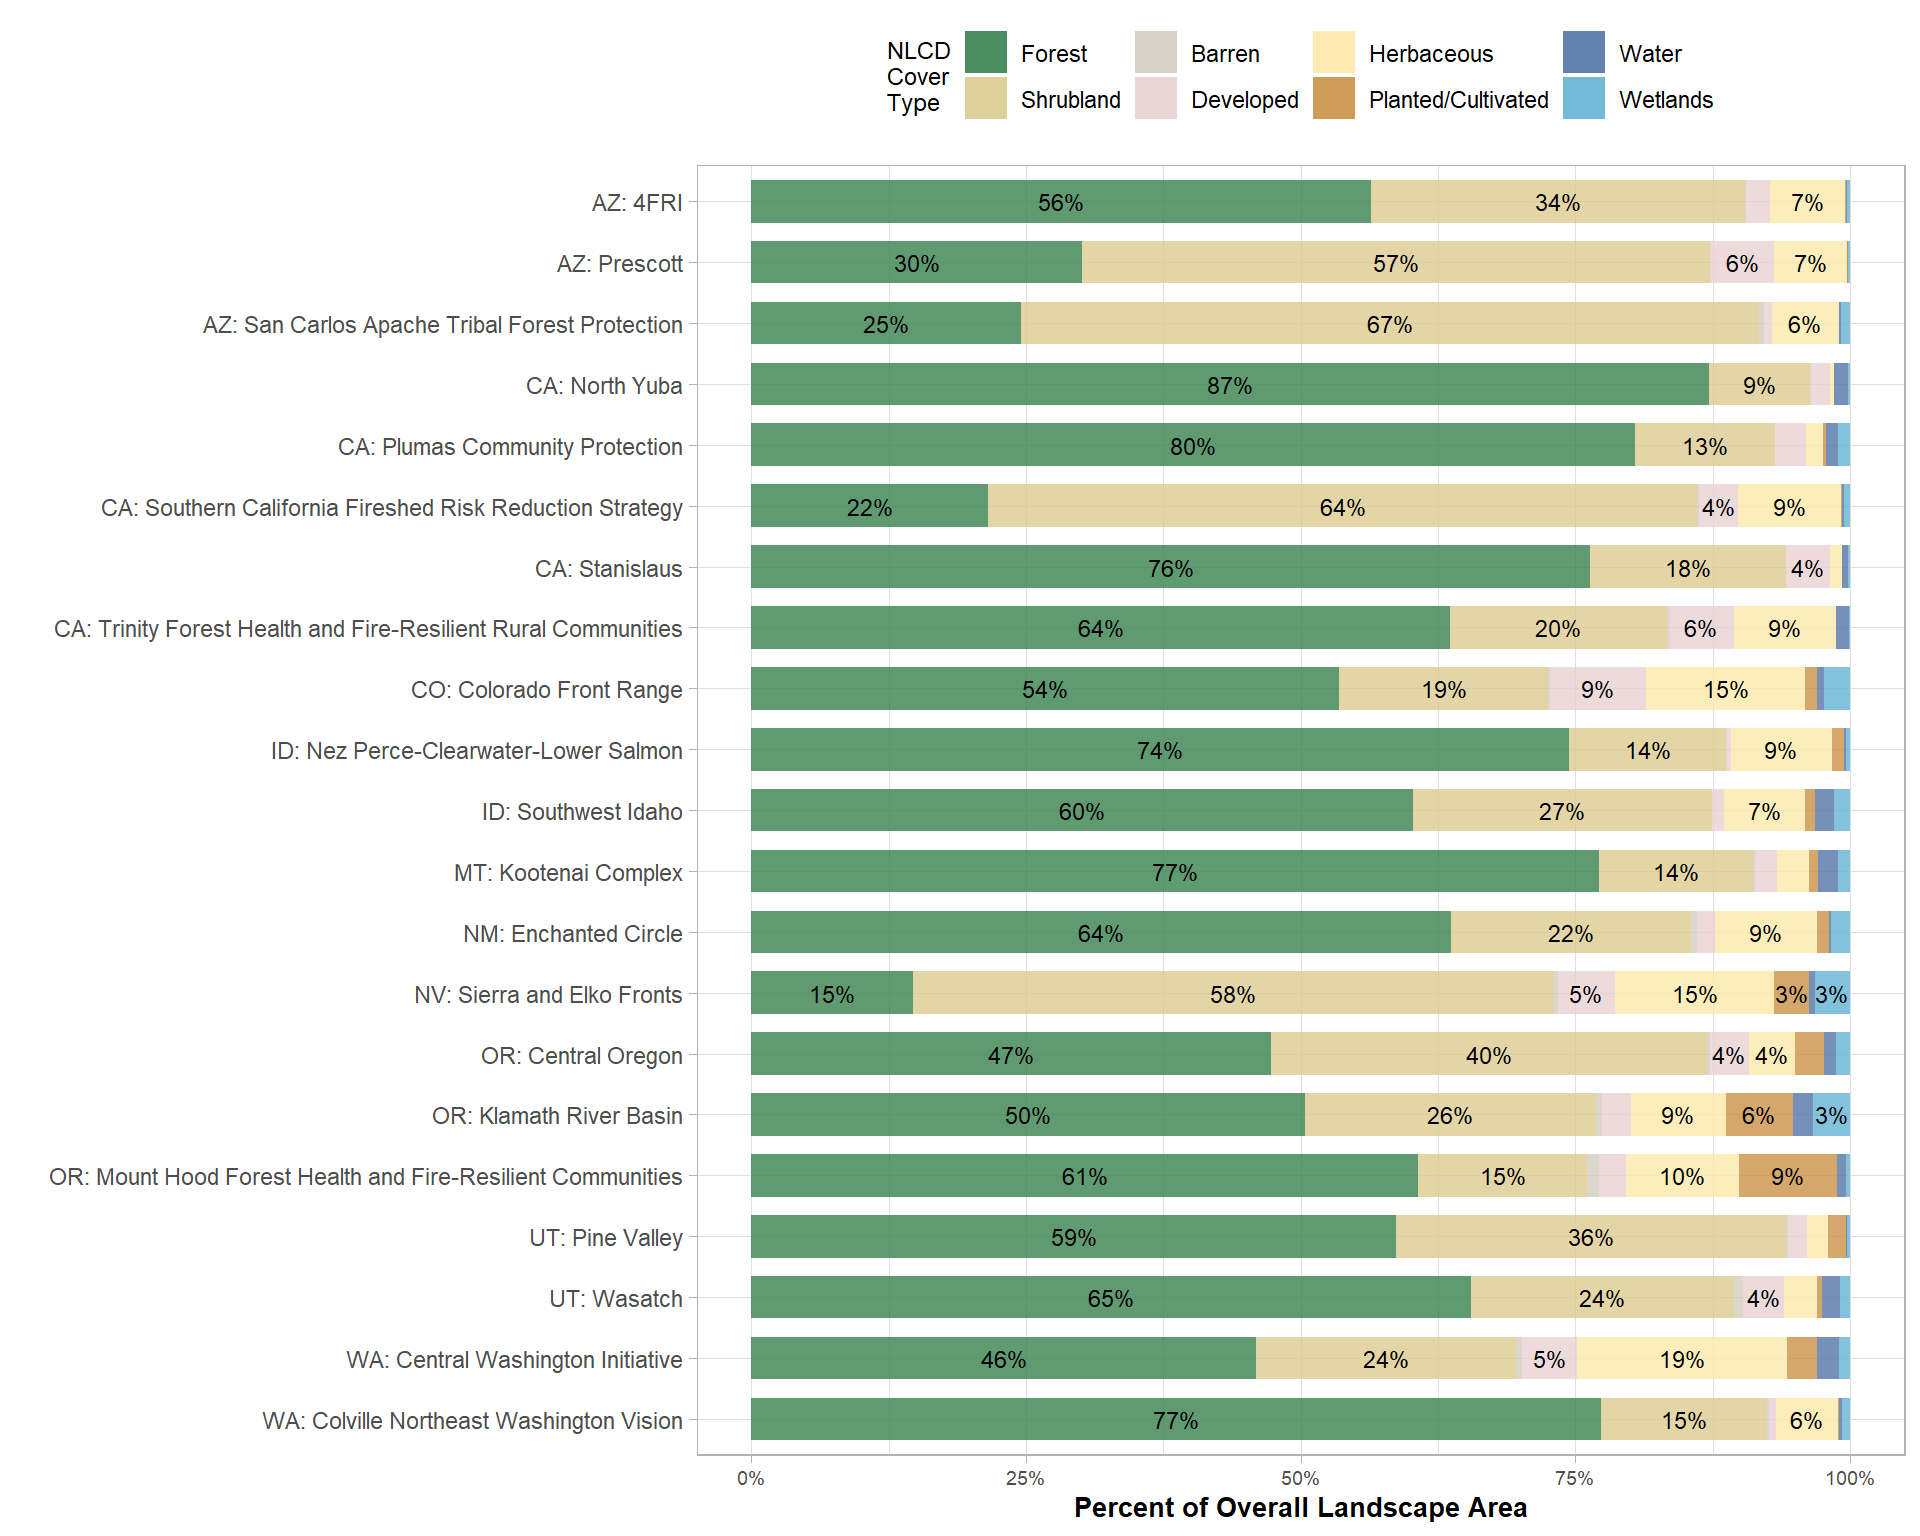 NLCD
Cover
Type
Forest
Barren
Herbaceous
Water
Shrubland
Developed
Planted/Cultivated
Wetlands
AZ: 4FRI 56% 34% 7%
AZ: Prescott 30% 57% 6% 7%
AZ: San Carlos Apache Tribal Forest Protection 25% 67% 6%
CA: North Yuba 87% 9%
CA: Plumas Community Protection 80% 13%
CA: Southern California Fireshed Risk Reduction Strategy 22% 64% 4% 9%
CA: Stanislaus 76% 18% 4%
CA: Trinity Forest Health and Fire-Resilient Rural Communities 64% 20% 6% 9%
CO: Colorado Front Range 54% 19% 9% 15%
ID: Nez Perce-Clearwater-Lower Salmon 74% 14% 9%
ID: Southwest Idaho 60% 27% 7%
MT: Kootenai Complex 77% 14%
NM: Enchanted Circle 64% 22% 9%
NV: Sierra and Elko Fronts 15% 58% 5% 15% 3% 3%
OR: Central Oregon 47% 40% 4% 4%
OR: Klamath River Basin 50% 26% 9% 6% 3%
OR: Mount Hood Forest Health and Fire-Resilient Communities 61% 15% 10% 9%
UT: Pine Valley 59% 36%
UT: Wasatch 65% 24% 4%
WA: Central Washington Initiative 46% 24% 5% 19%
WA: Colville Northeast Washington Vision 77% 15% 6%
0% 25% 50% 75% 100%
Percent of Overall Landscape Area